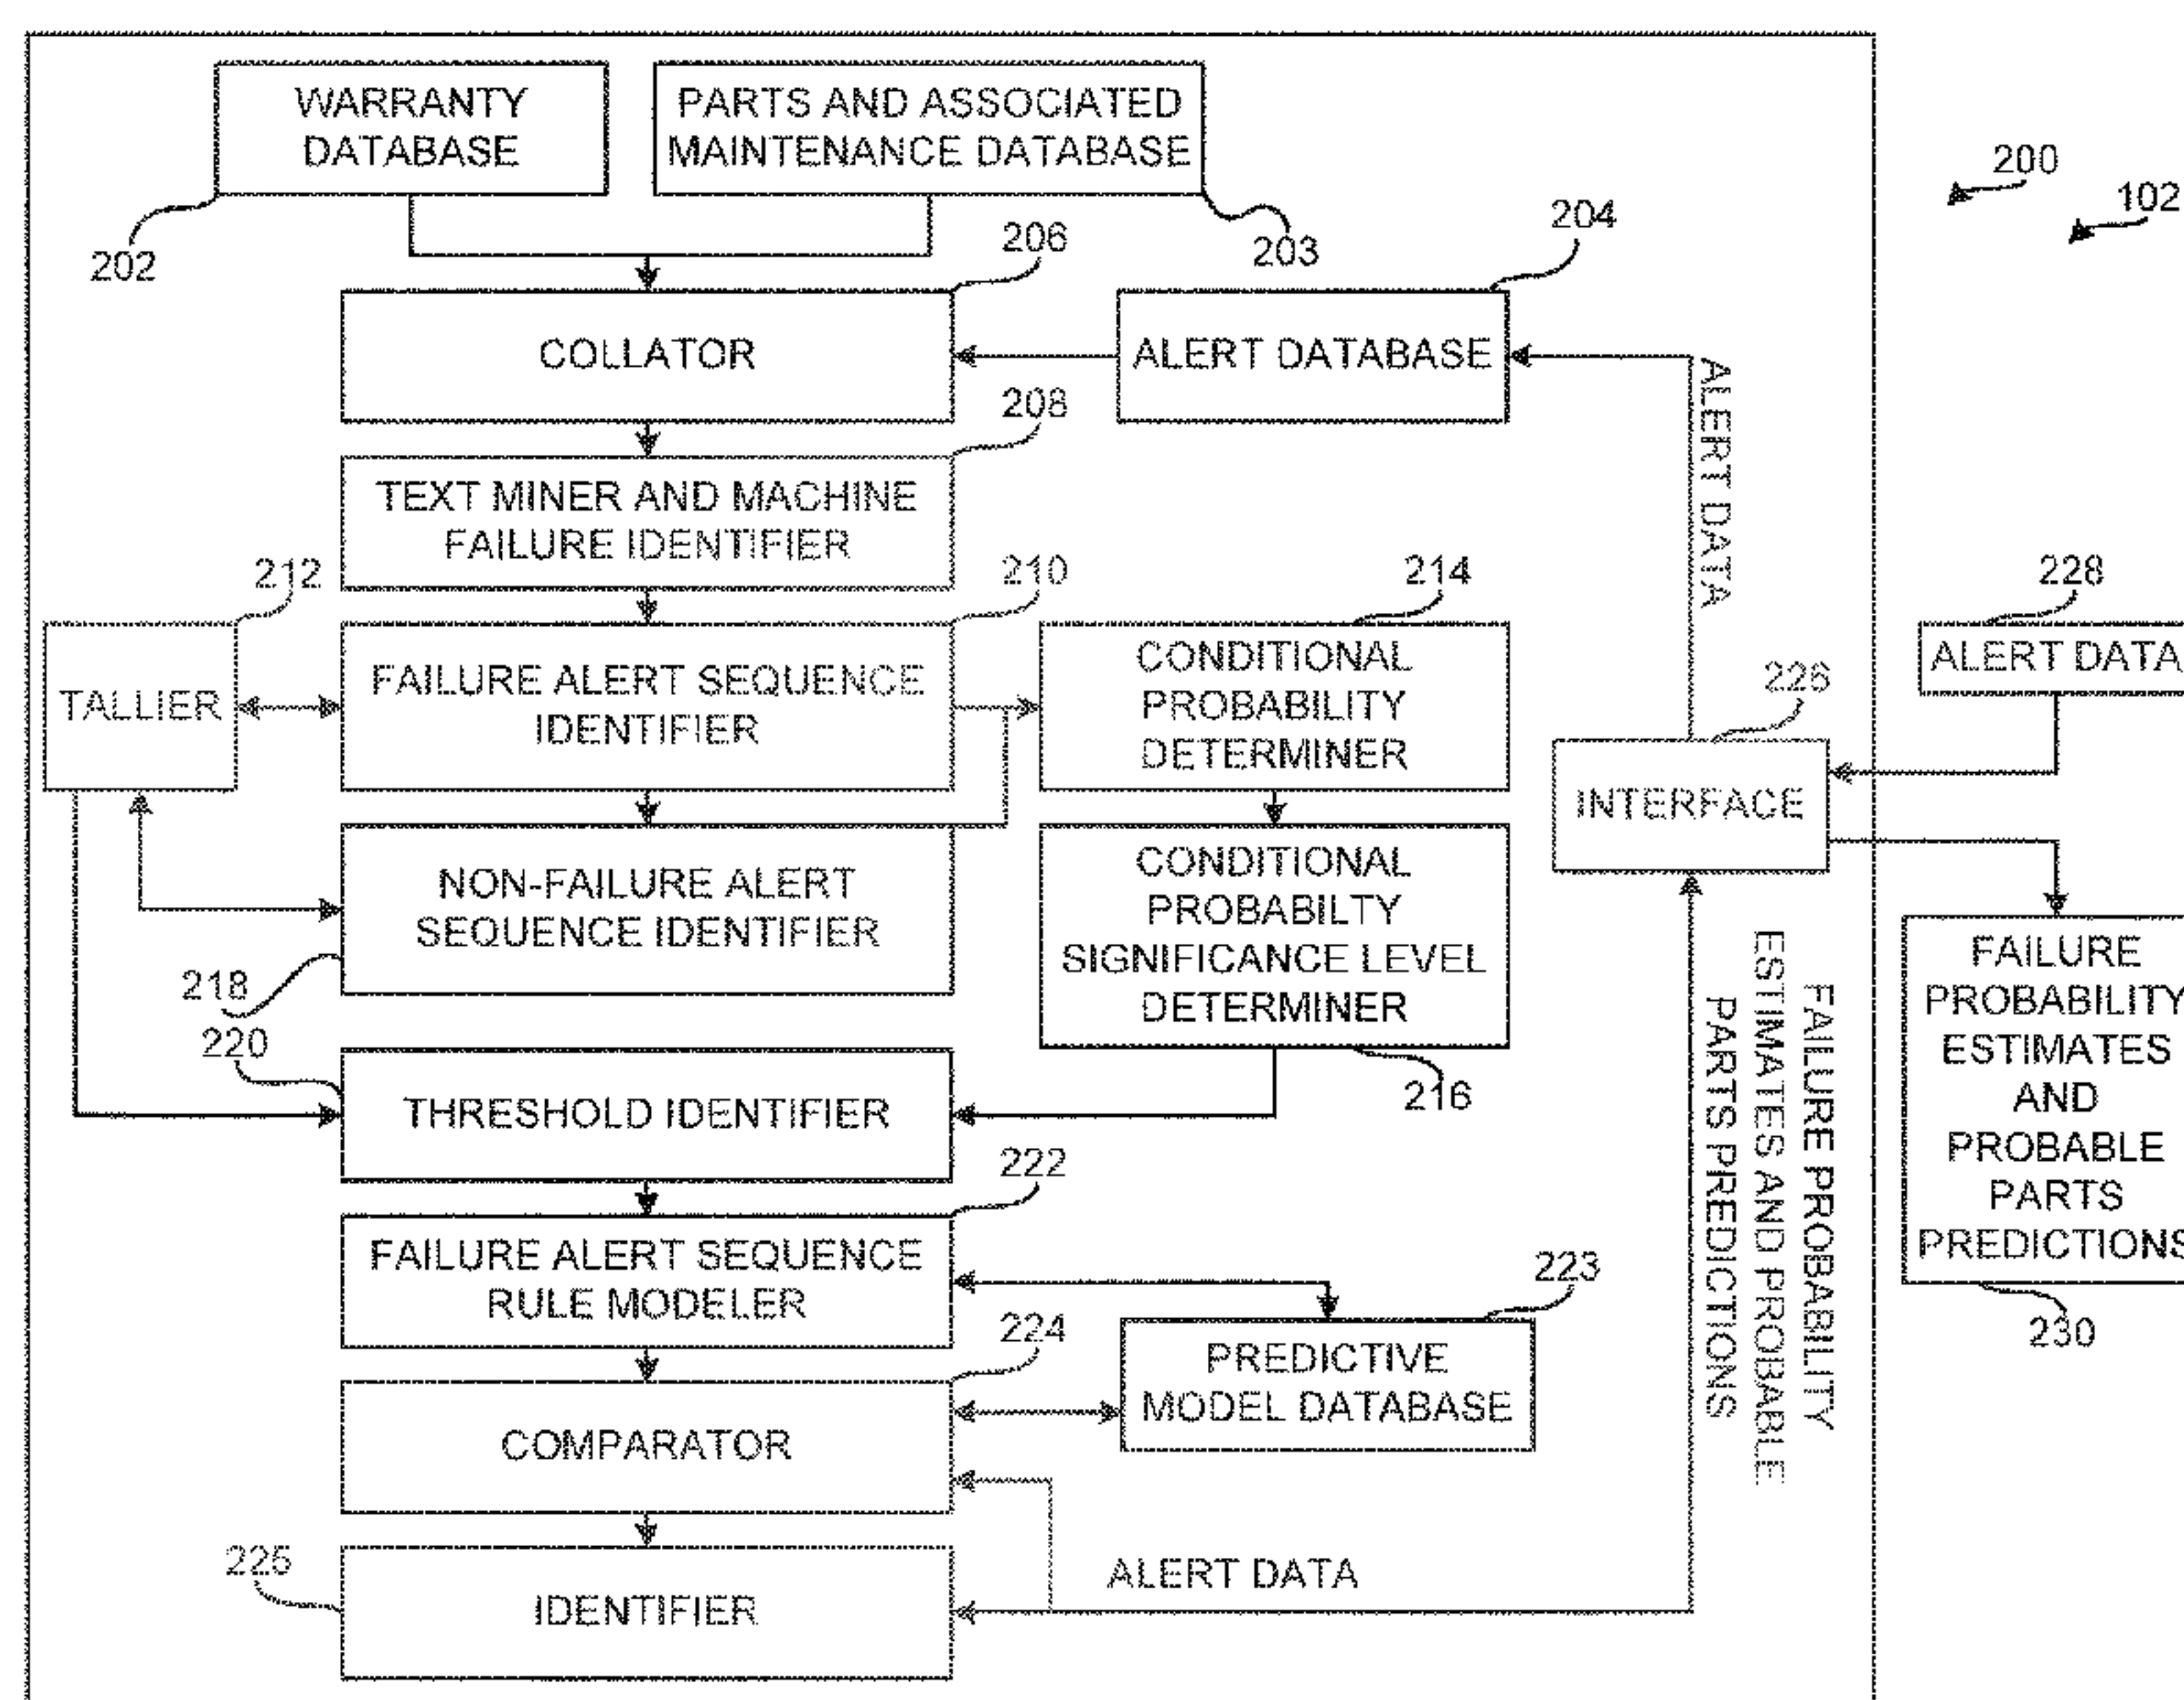 WARRANTY
DATABASE
PARTS AND ASSOCIATED
MAINTENANCE DATABASE
200
102
202
206
203
204
COLLATOR
ALERT DATABASE
208
ALERT DATA
TEXT MINER AND MACHINE
FAILURE IDENTIFIER
212
210
214
228
TALLIER
FAILURE ALERT SEQUENCE
IDENTIFIER
CONDITIONAL
PROBABILITY
DETERMINER
226
ALERT DATA
INTERFACE
NON-FAILURE ALERT
SEQUENCE IDENTIFIER
CONDITIONAL
PROBABILTY
SIGNIFICANCE LEVEL
DETERMINER
218
220
216
FAILURE PROBABILITY
ESTIMATES AND PROBABLE
PARTS PREDICTIONS
FAILURE
PROBABILITY
ESTIMATES
AND
PROBABLE
PARTS
PREDICTIONS
230
THRESHOLD IDENTIFIER
222
FAILURE ALERT SEQUENCE
RULE MODELER
223
224
PREDICTIVE
MODEL DATABASE
COMPARATOR
225
ALERT DATA
IDENTIFIER